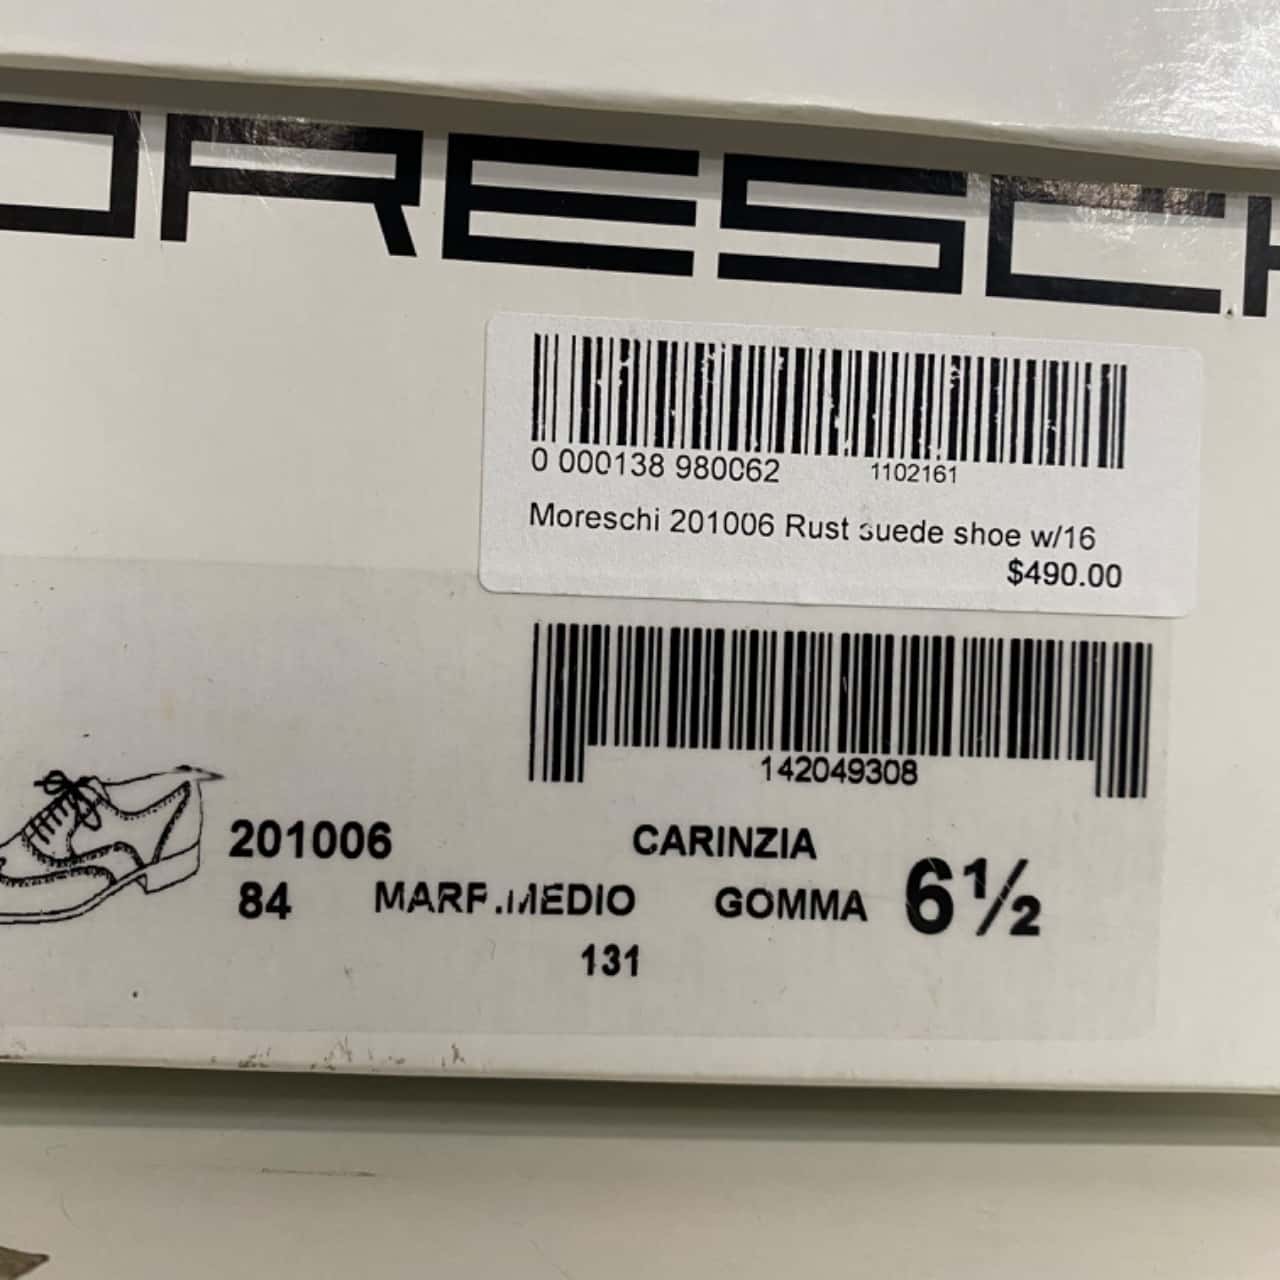 ORESCH
0 000138 980062 1102161
Moreschi 201006 Rust suede shoe w/16
$490.00
142049308
201006 CARINZIA
84 MARR.MEDIO GOMMA 6½
131